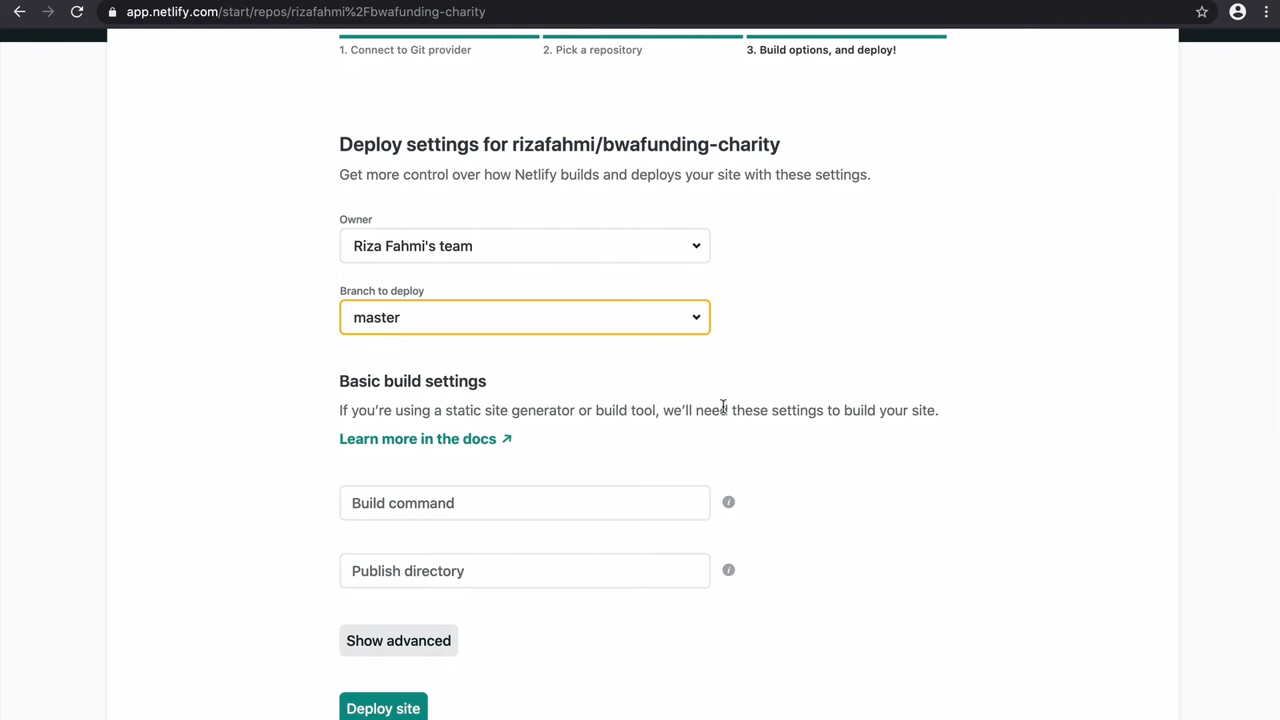 app.netlify.com/start/repos/rizafahmi%2Fbwafunding-charity
1. Connect to Git provider
2. Pick a repository
3. Build options, and deploy!
Deploy settings for rizafahmi/bwafunding-charity
Get more control over how Netlify builds and deploys your site with these settings.
Owner
Riza Fahmi's team
Branch to deploy
master
Basic build settings
If you’re using a static site generator or build tool, we’ll need these settings to build your site.
Learn more in the docs ↗
Build command
i
Publish directory
i
Show advanced
Deploy site